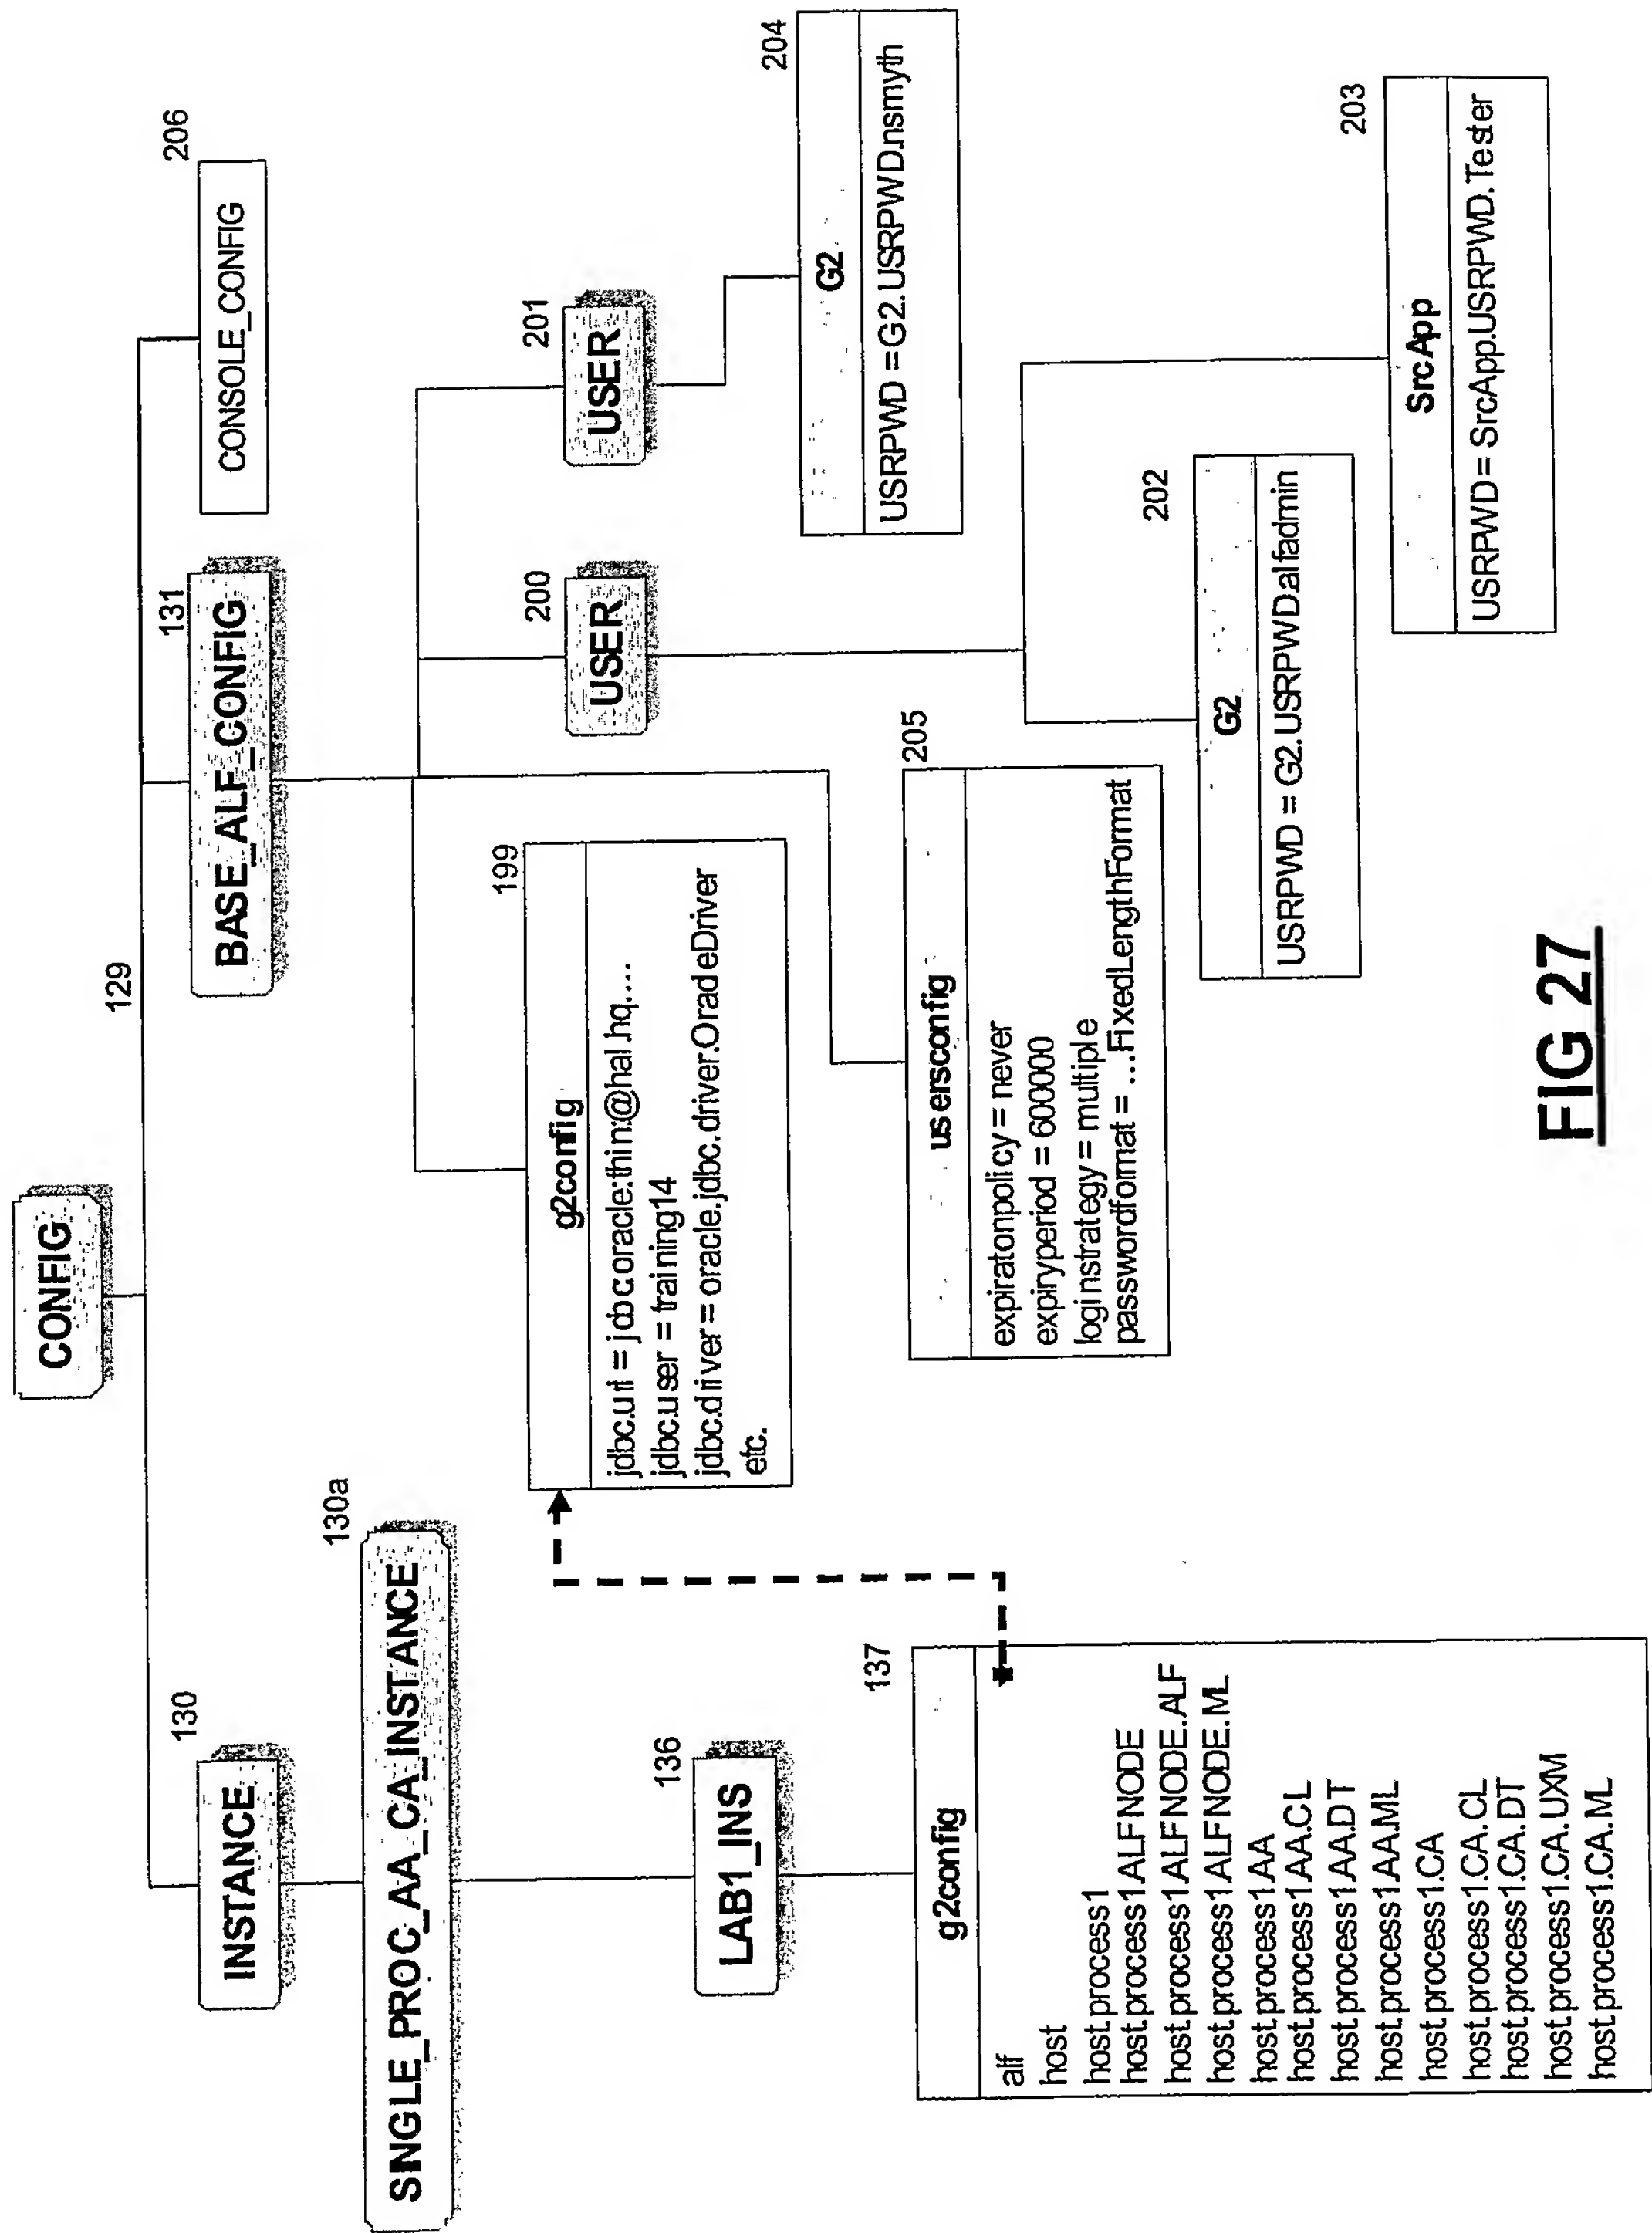 CONFIG
129
130
INSTANCE
131
BASE_ALF_CONFIG
206
CONSOLE_CONFIG
130a
SINGLE_PROC_AA_CA_INSTANCE
136
LAB1_INS
137
g2config
alf
host
host.process1
host.process1.ALFNODE
host.process1.ALFNODE.ALF
host.process1.ALFNODE.ML
host.process1.AA
host.process1.AA.CL
host.process1.AA.DT
host.process1.AA.ML
host.process1.CA
host.process1.CA.CL
host.process1.CA.DT
host.process1.CA.UXM
host.process1.CA.ML
199
g2config
jdbc.url = jdbc:oracle:thin:@hal.hq....
jdbc.user = training14
jdbc.driver = oracle.jdbc.driver.OracleDriver
etc.
200
USER
201
USER
205
usersconfig
expiratonpolicy = never
expiryperiod = 60000
loginstrategy = multiple
passwordformat = ...FixedLengthFormat
204
G2
USRPWD = G2.USRPWD.nsmyth
202
G2
USRPWD = G2.USRPWD.alfadmin
203
SrcApp
USRPWD = SrcApp.USRPWD.Tester
FIG 27